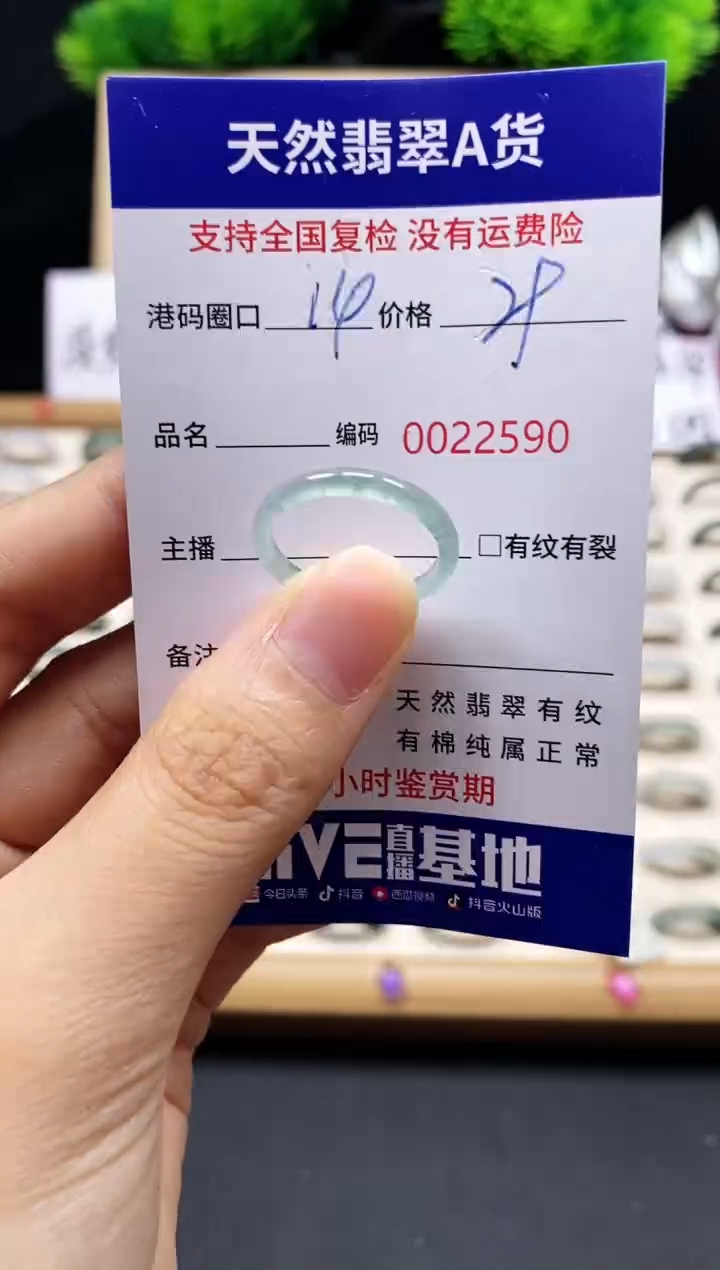 天然翡翠A货
支持全国复检 没有运费险
港码圈口 14 价格
品名 编码 0022590
主播 □有纹有裂
备注
天然翡翠有纹
有棉纯属正常
小时鉴赏期
直播基地
今日头条 抖音 西瓜视频 抖音火山版